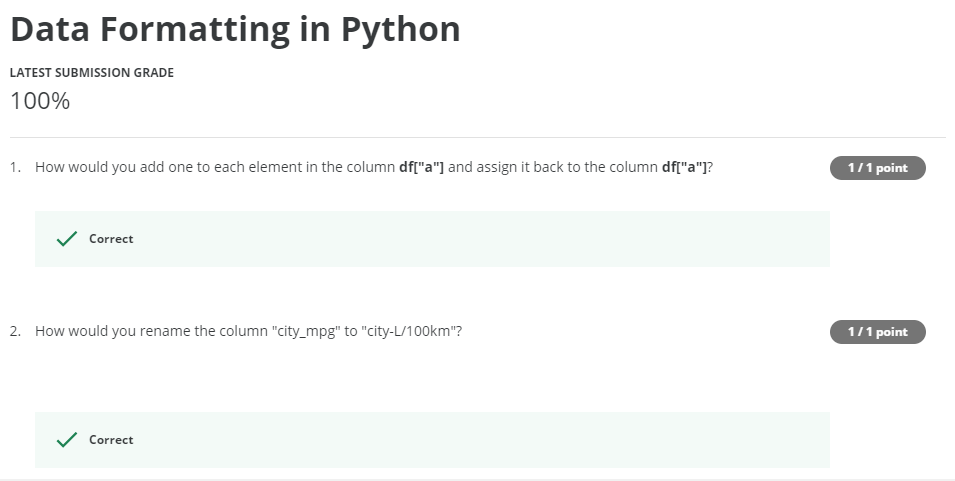 Data Formatting in Python
LATEST SUBMISSION GRADE
100%
1. How would you add one to each element in the column df["a"] and assign it back to the column df["a"]?
1 / 1 point
Correct
2. How would you rename the column "city_mpg" to "city-L/100km"?
1 / 1 point
Correct